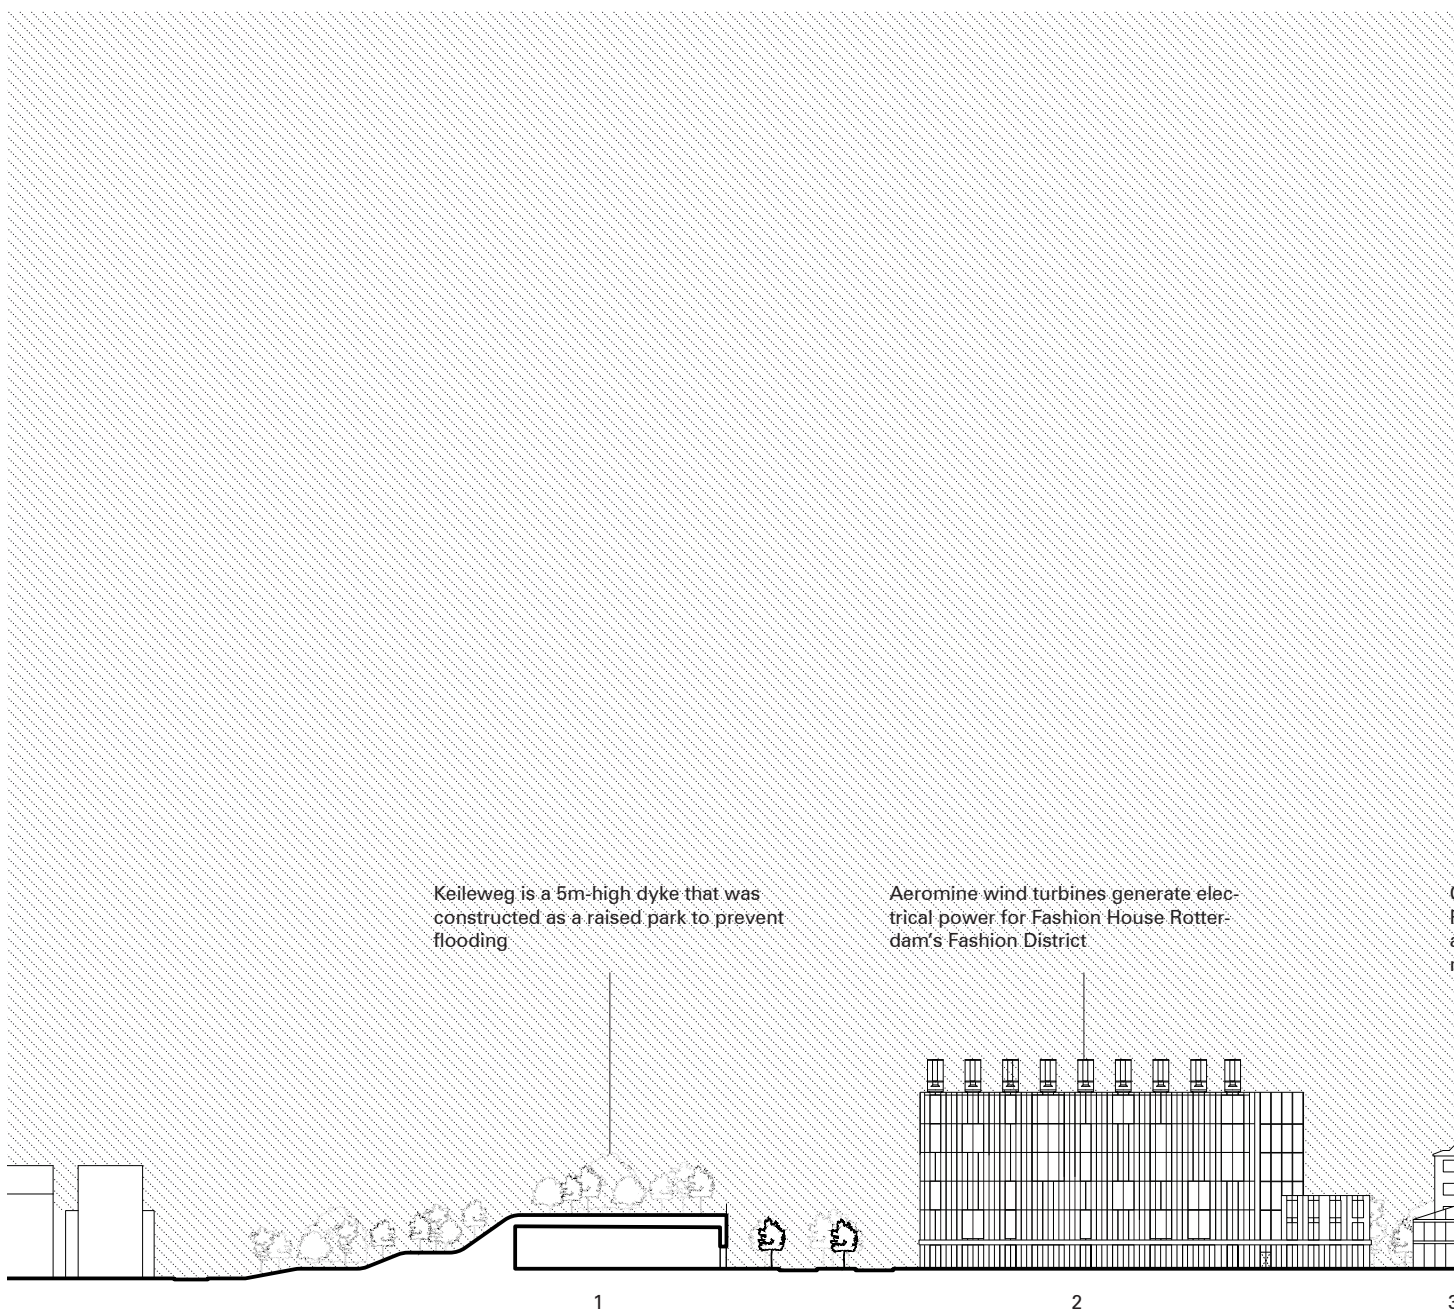 Keileweg is a 5m-high dyke that was
constructed as a raised park to prevent
flooding
Aeromine wind turbines generate elec-
trical power for Fashion House Rotter-
dam's Fashion District
1
2
3